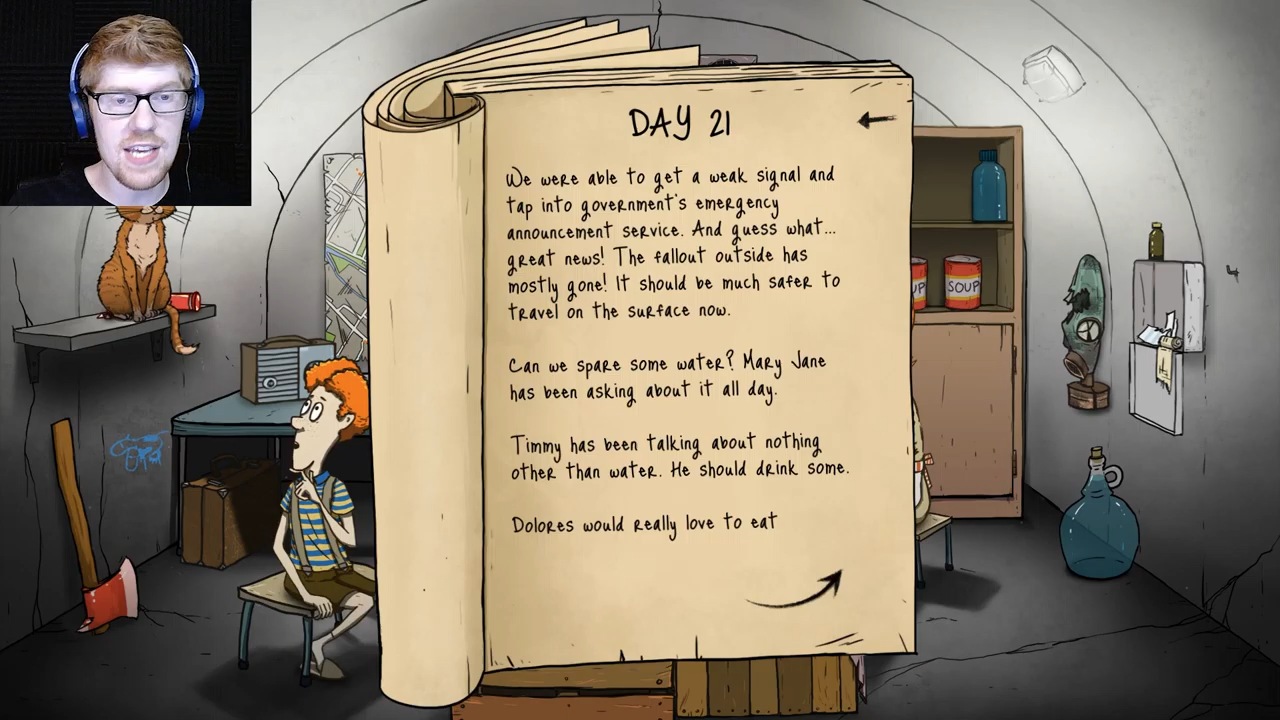 DAY 21
We were able to get a weak signal and
tap into government's emergency
announcement service. And guess what...
great news! The fallout outside has
mostly gone! It should be much safer to
travel on the surface now.
Can we spare some water? Mary Jane
has been asking about it all day.
Timmy has been talking about nothing
other than water. He should drink some.
Dolores would really love to eat
UP
SOUP